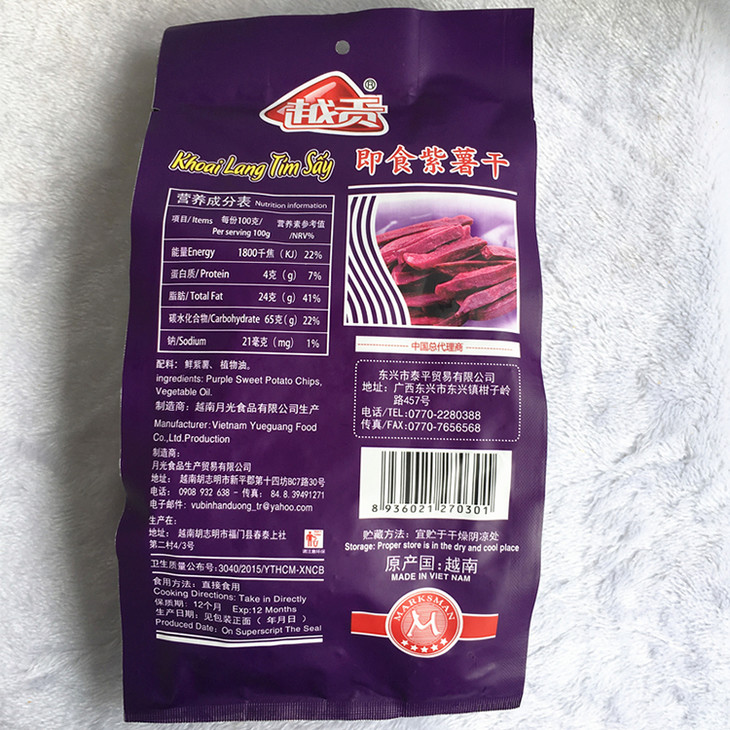 越贡®
Khoai Lang Tím Sấy
即食紫薯干
营养成分表 Nutrition information
项目/Items 每份100克/ Per serving 100g 营养素参考值/NRV%
能量Energy 1800千焦（KJ）22%
蛋白质/Protein 4克（g）7%
脂肪/Total Fat 24克（g）41%
碳水化合物/Carbohydrate 65克(g) 22%
钠/Sodium 21毫克（mg）1%
配料：鲜紫薯、植物油。
ingredients: Purple Sweet Potato Chips,
Vegetable Oil.
制造商：越南月光食品有限公司生产
Manufacturer: Vietnam Yueguang Food
Co.,Ltd.Production
制造商：
月光食品生产贸易有限公司
地址：越南胡志明市新平郡第十四坊BC7路30号
电话：0908 932 638 - 传真：84.8.39491271
电子邮件：vubinhanduong_tr@yahoo.com
生产在：
地址：越南胡志明市福门县春泰上社
第二村4/3号
卫生质量公布号:3040/2015/YTHCM-XNCB
食用方法：直接食用
Cooking Directions: Take in Directly
保质期：12个月 Exp:12 Months
生产日期：见包装正面（年月日）
Produced Date：On Superscript The Seal
中国总代理商
东兴市泰平贸易有限公司
地址：广西东兴市东兴镇柑子岭
路457号
电话/TEL:0770-2280388
传真/FAX:0770-7656568
8 936021 270301
贮藏方法：宜贮于干燥阴凉处
Storage: Proper store is in the dry and cool place
原产国:越南
MADE IN VIET NAM
MARKSMAN
M